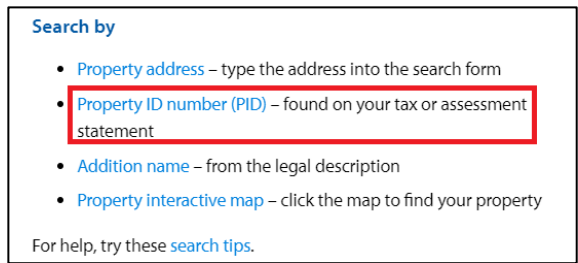 Search by
• Property address – type the address into the search form
• Property ID number (PID) – found on your tax or assessment
statement
• Addition name – from the legal description
• Property interactive map – click the map to find your property
For help, try these search tips.